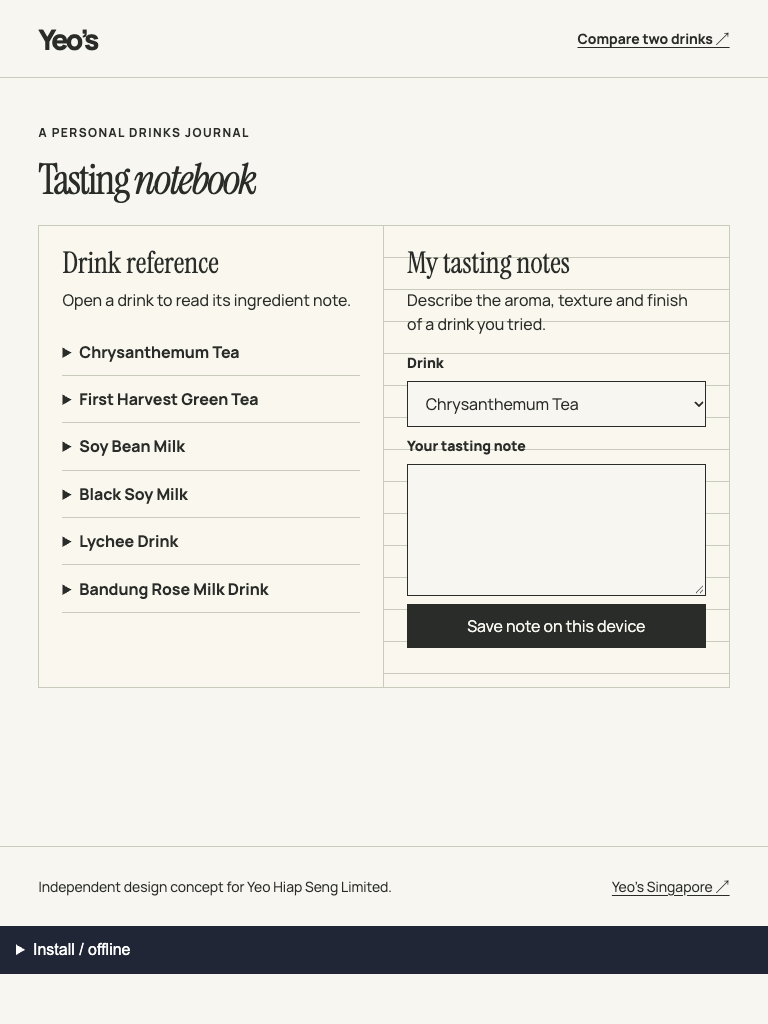 Yeo's
Compare two drinks ↗
A PERSONAL DRINKS JOURNAL
Tasting notebook
Drink reference
Open a drink to read its ingredient note.
Chrysanthemum Tea
First Harvest Green Tea
Soy Bean Milk
Black Soy Milk
Lychee Drink
Bandung Rose Milk Drink
My tasting notes
Describe the aroma, texture and finish
of a drink you tried.
Drink
Chrysanthemum Tea
Your tasting note
Save note on this device
Independent design concept for Yeo Hiap Seng Limited.
Yeo's Singapore ↗
Install / offline